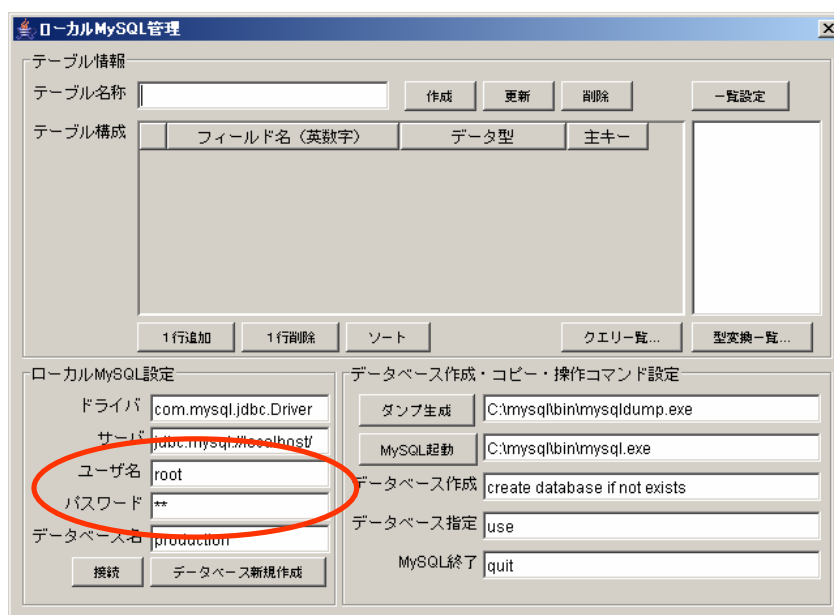 ローカルMySQL管理
テーブル情報
テーブル名称 作成 更新 削除 一覧設定
テーブル構成 フィールド名（英数字） データ型 主キー
1行追加 1行削除 ソート クエリー覧... 型変換一覧...
ローカルMySQL設定
ドライバ com.mysql.jdbc.Driver
サーバ jdbc:mysql://localhost/
ユーザ名 root
パスワード **
データベース名 production
接続 データベース新規作成
データベース作成・コピー・操作コマンド設定
ダンプ生成 C:\mysql\bin\mysqldump.exe
MySQL起動 C:\mysql\bin\mysql.exe
データベース作成 create database if not exists
データベース指定 use
MySQL終了 quit